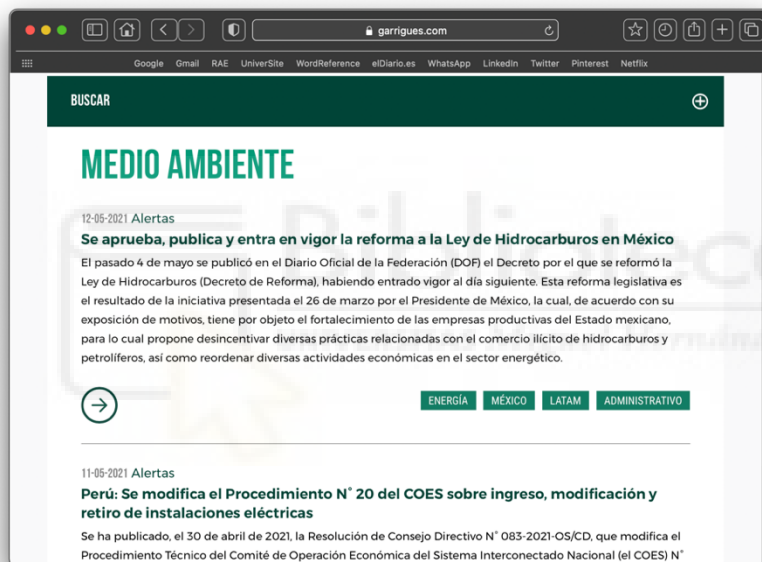 garrigues.com
Google Gmail RAE UniverSite WordReference elDiario.es WhatsApp LinkedIn Twitter Pinterest Netflix
BUSCAR
MEDIO AMBIENTE
12-05-2021 Alertas
Se aprueba, publica y entra en vigor la reforma a la Ley de Hidrocarburos en México
El pasado 4 de mayo se publicó en el Diario Oficial de la Federación (DOF) el Decreto por el que se reformó la
Ley de Hidrocarburos (Decreto de Reforma), habiendo entrado vigor al día siguiente. Esta reforma legislativa es
el resultado de la iniciativa presentada el 26 de marzo por el Presidente de México, la cual, de acuerdo con su
exposición de motivos, tiene por objeto el fortalecimiento de las empresas productivas del Estado mexicano,
para lo cual propone desincentivar diversas prácticas relacionadas con el comercio ilícito de hidrocarburos y
petrolíferos, así como reordenar diversas actividades económicas en el sector energético.
ENERGÍA MÉXICO LATAM ADMINISTRATIVO
11-05-2021 Alertas
Perú: Se modifica el Procedimiento N° 20 del COES sobre ingreso, modificación y
retiro de instalaciones eléctricas
Se ha publicado, el 30 de abril de 2021, la Resolución de Consejo Directivo N° 083-2021-OS/CD, que modifica el
Procedimiento Técnico del Comité de Operación Económica del Sistema Interconectado Nacional (el COES) N°